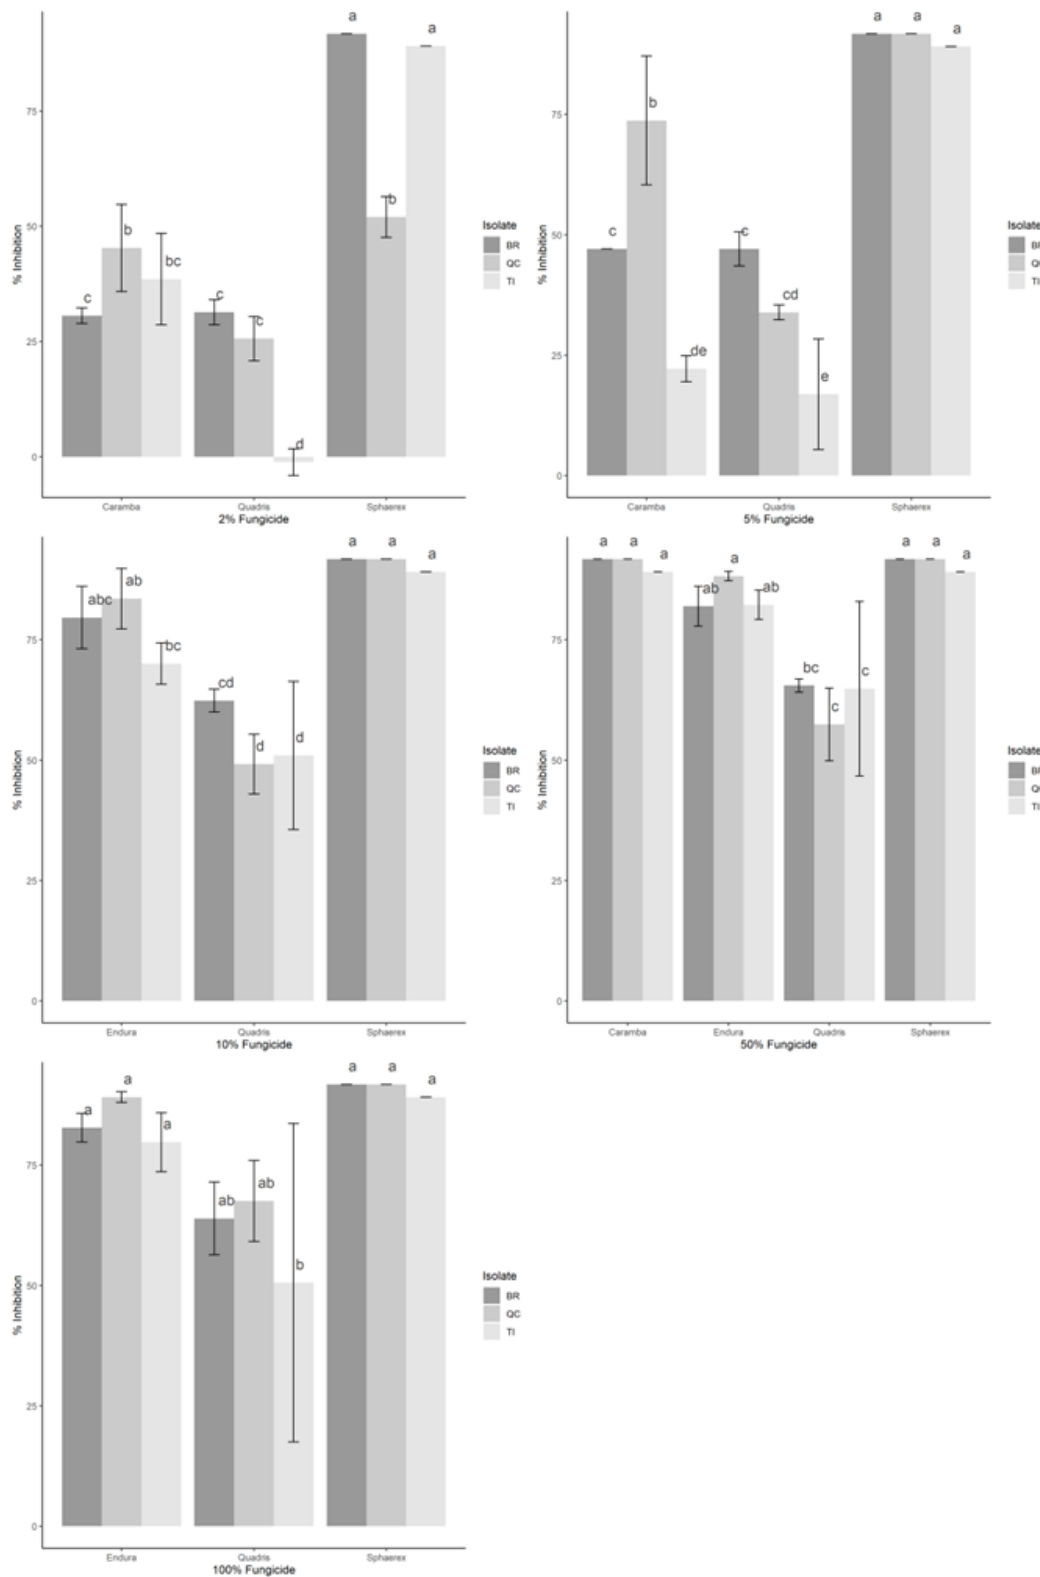 a
a
75
c
b
bc
c
c
d
b
50
25
0
% Inhibition
Caramba Quadris Sphaerex
2% Fungicide
Isolate
BR
QC
TI
a a a
b
75
c
de
c
cd
e
50
25
0
% Inhibition
Caramba Quadris Sphaerex
5% Fungicide
Isolate
BR
TI
a a a
abc ab bc
cd d d
75
50
25
0
% Inhibition
Endura Quadris Sphaerex
10% Fungicide
Isolate
BR
QC
TI
a a a
ab a ab
bc c c
a a a
75
50
25
0
% Inhibition
Caramba Endura Quadris Sphaerex
50% Fungicide
Isolate
BR
TI
a a a
a a a
ab ab b
75
50
25
0
% Inhibition
Endura Quadris Sphaerex
100% Fungicide
Isolate
BR
QC
TI